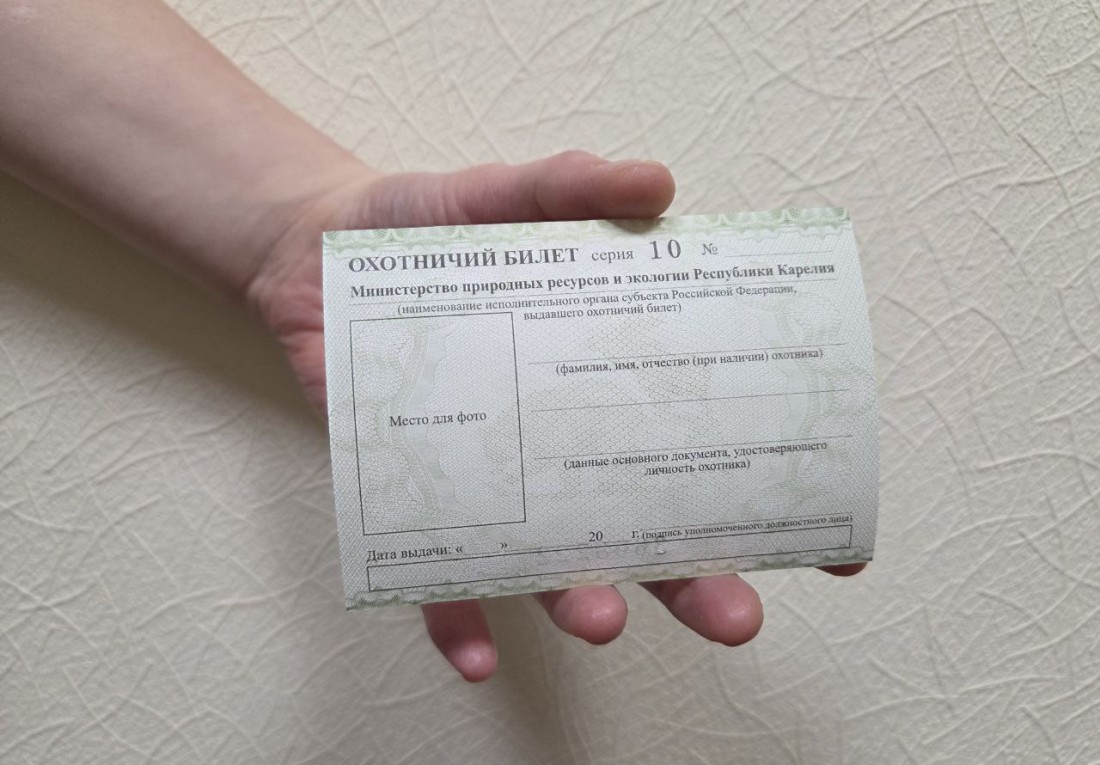 ОХОТНИЧИЙ БИЛЕТ серия 10 №
Министерство природных ресурсов и экологии Республики Карелия
(наименование исполнительного органа субъекта Российской Федерации,
выдавшего охотничий билет)
Место для фото
(фамилия, имя, отчество (при наличии) охотника)
(данные основного документа, удостоверяющего
личность охотника)
Дата выдачи: « » 20 г. (подпись уполномоченного должностного лица)